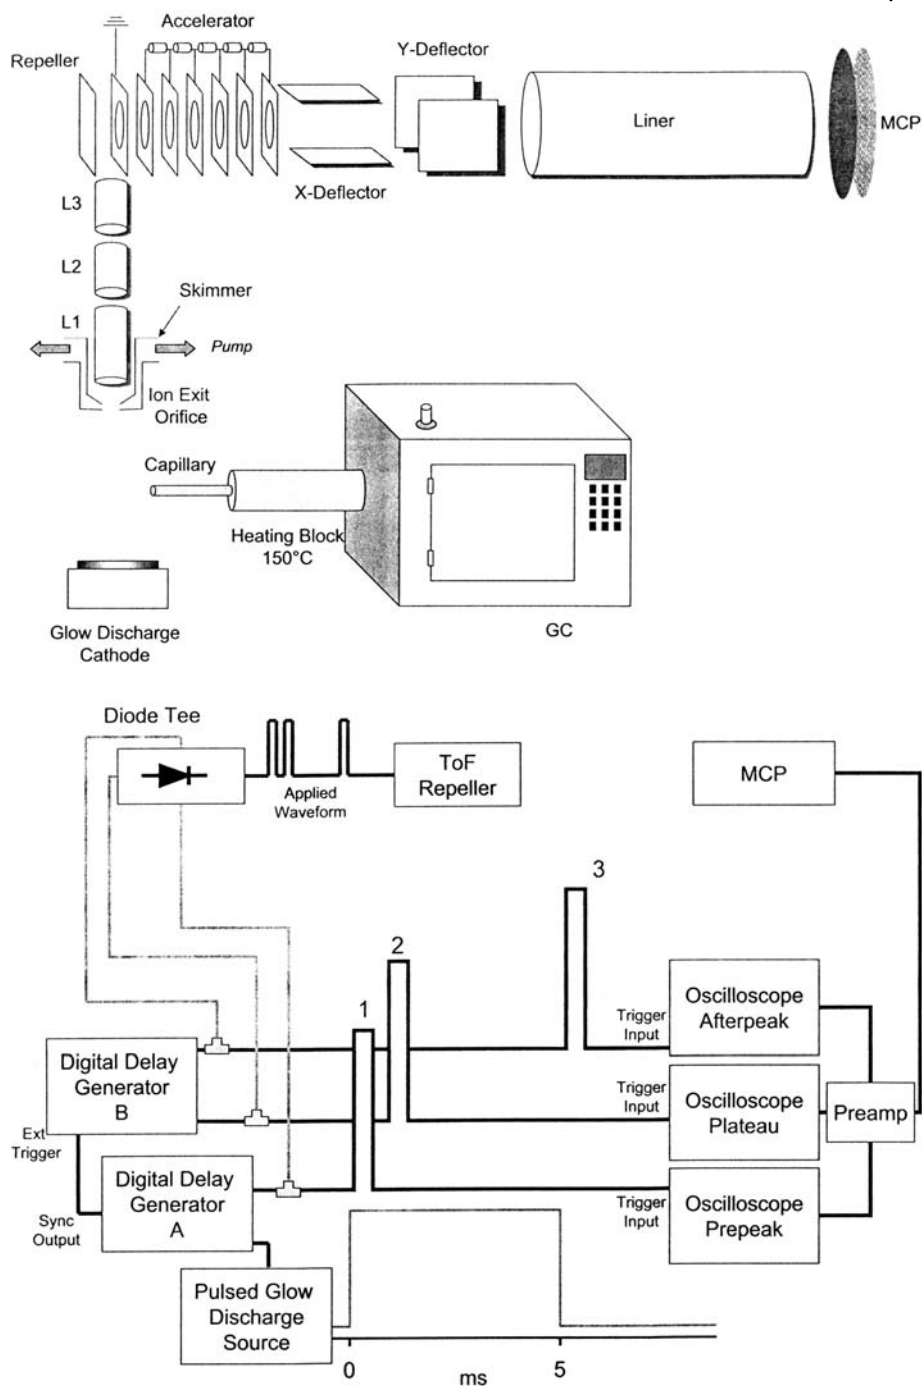 Accelerator
Repeller
Y-Deflector
Liner
MCP
X-Deflector
L3
L2
Skimmer
L1
Pump
Ion Exit
Orifice
Capillary
Heating Block
150°C
GC
Glow Discharge
Cathode
Diode Tee
ToF
Repeller
MCP
Applied
Waveform
3
2
1
Trigger
Input
Oscilloscope
Afterpeak
Digital Delay
Generator
B
Trigger
Input
Oscilloscope
Plateau
Preamp
Ext
Trigger
Digital Delay
Generator
A
Trigger
Input
Oscilloscope
Prepeak
Sync
Output
Pulsed Glow
Discharge
Source
0
5
ms